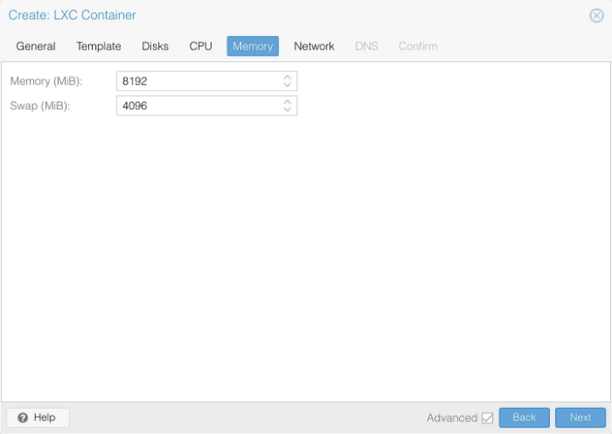 Create: LXC Container
General Template Disks CPU Memory Network DNS Confirm
Memory (MiB): 8192
Swap (MiB): 4096
Help Advanced Back Next